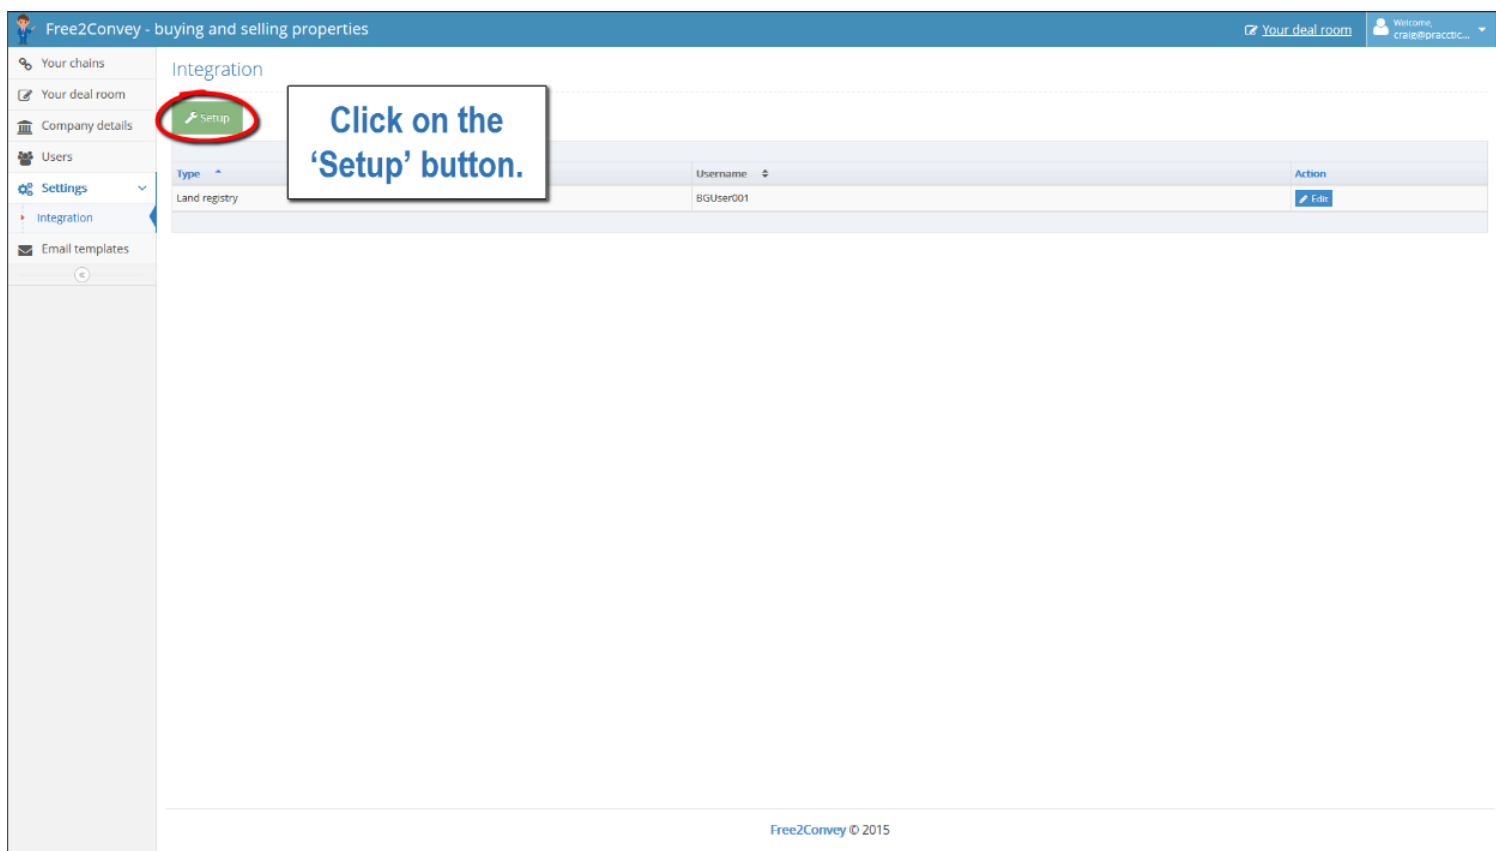 Free2Convey - buying and selling properties
Your deal room
Welcome,
craig@pracctic...
Your chains
Your deal room
Company details
Users
Settings
Integration
Email templates
Integration
Setup
Click on the
‘Setup’ button.
Type Username Action
Land registry BGUser001 Edit
Free2Convey © 2015